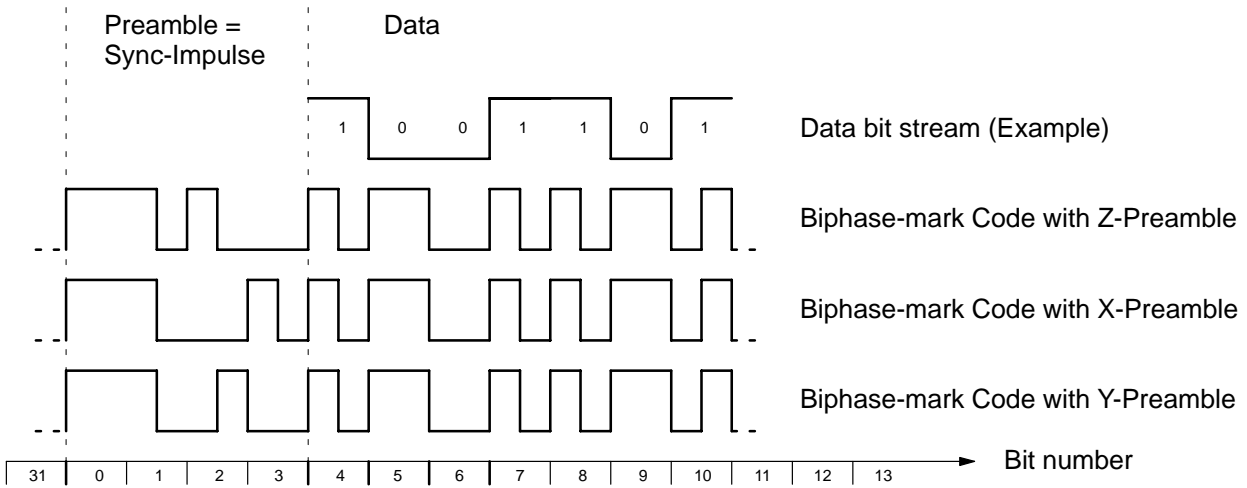 Preamble =
Sync-Impulse
Data
1 0 0 1 1 0 1
Data bit stream (Example)
Biphase-mark Code with Z-Preamble
Biphase-mark Code with X-Preamble
Biphase-mark Code with Y-Preamble
Bit number
31 0 1 2 3 4 5 6 7 8 9 10 11 12 13